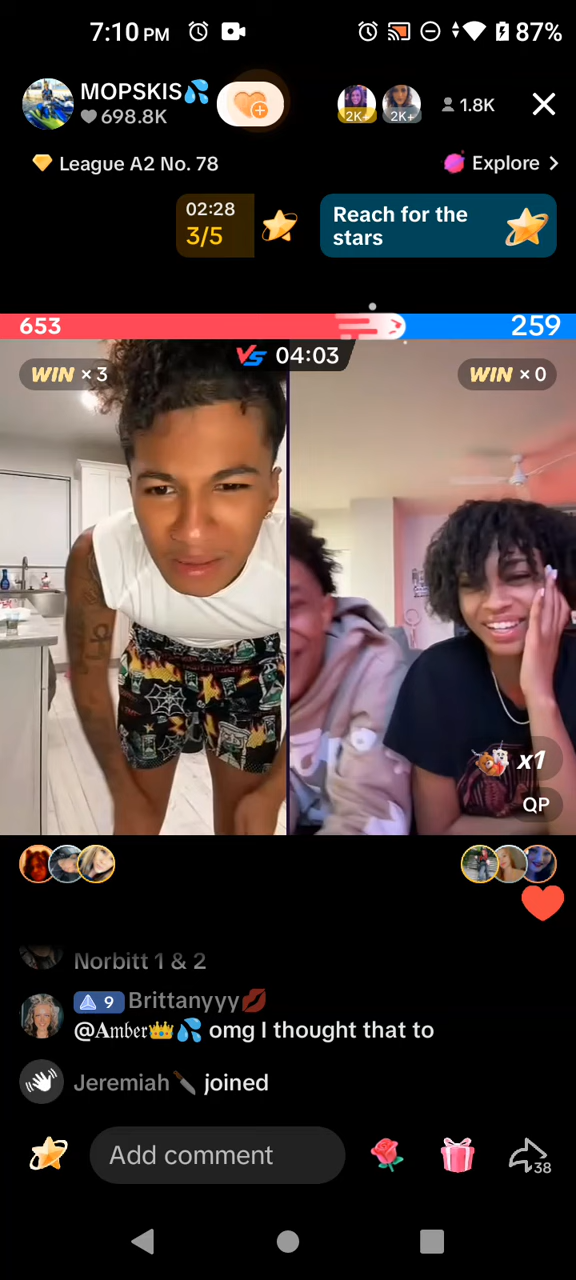 7:10 PM 87%
MOPSKIS💦
698.8K
2K+ 2K+ 1.8K
League A2 No. 78 Explore >
02:28
3/5
Reach for the
stars
653 259
VS 04:03
WIN × 3 WIN × 0
x1
QP
Norbitt 1 & 2
9 Brittanyyy💋
@𝔄mber👑💦 omg I thought that to
Jeremiah🔪 joined
Add comment
38